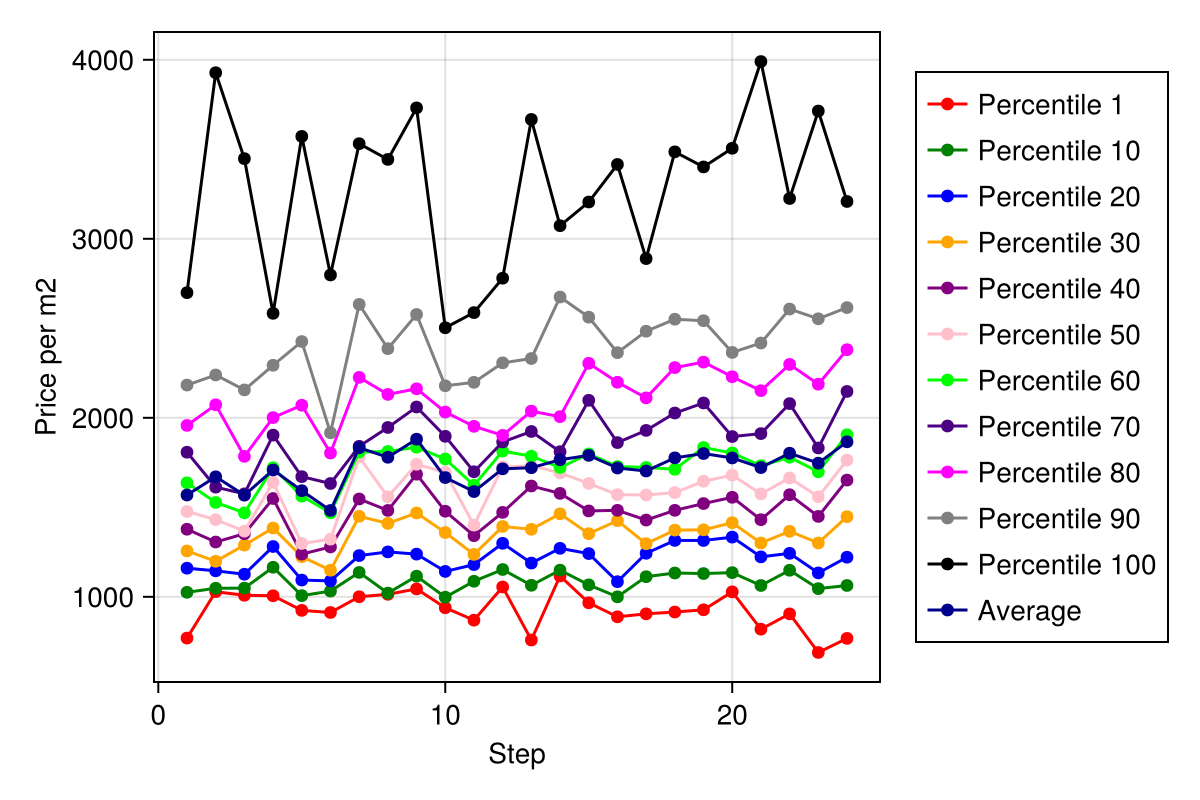 4000
3000
2000
1000
Price per m2
0
10
20
Step
Percentile 1
Percentile 10
Percentile 20
Percentile 30
Percentile 40
Percentile 50
Percentile 60
Percentile 70
Percentile 80
Percentile 90
Percentile 100
Average